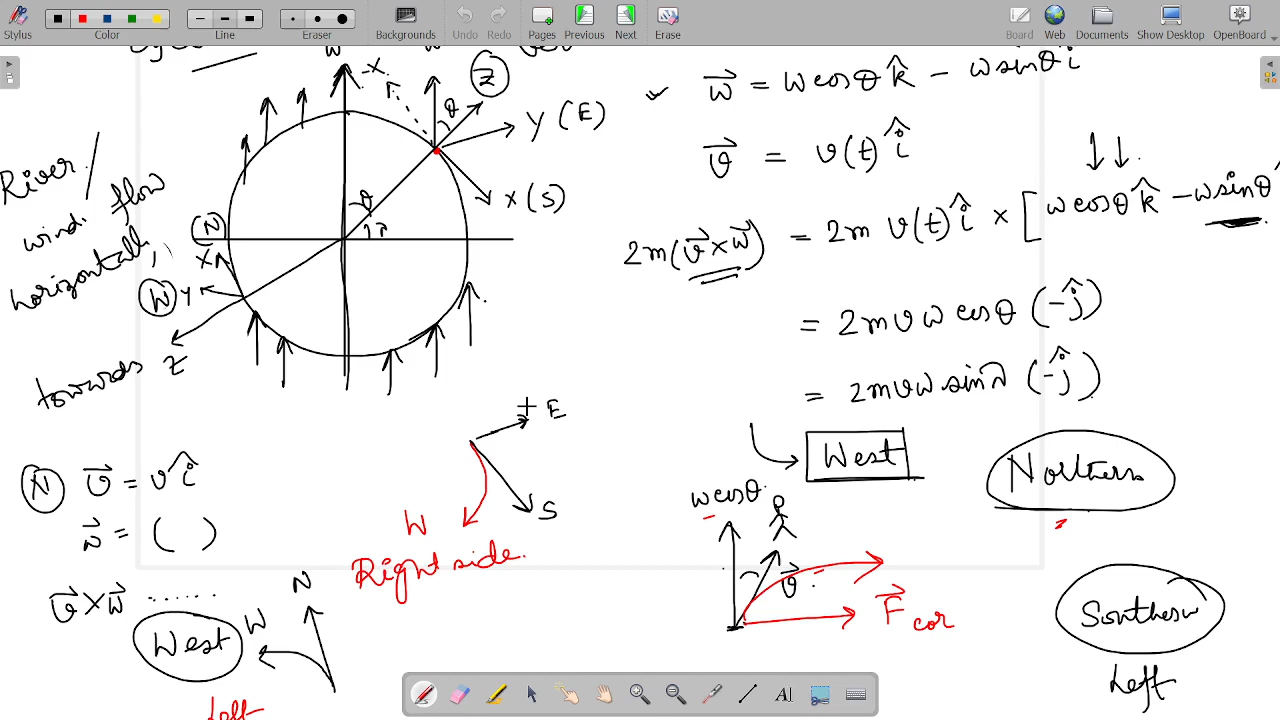 Stylus
Color
Line
Eraser
Backgrounds
Undo
Redo
Pages
Previous
Next
Erase
Board
Web
Documents
Show Desktop
OpenBoard
w
-X
Z
θ
Y (E)
X (S)
θ
λ
(N)
X
W Y
Z
River /
wind flow
horizontally,
towards
w⃗ = w cosθ k̂ - w sinθ î
v⃗ = v(t) î
2m(v⃗ × w⃗) = 2m v(t) î × [w cosθ k̂ - w sinθ
= 2m v w cosθ (-ĵ)
= 2m v w sinλ (-ĵ)
West
Northern
Southern
Left
w cosθ
v⃗
F⃗ cor
+ E
S
W
Right side.
N v⃗ = v î
w⃗ = ( )
v⃗ × w⃗ .......
West
N
W
Left
A